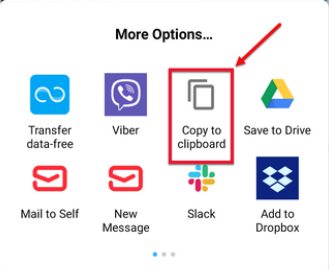 More Options...
Transfer
data-free
Viber
Copy to
clipboard
Save to Drive
Mail to Self
New
Message
Slack
Add to
Dropbox